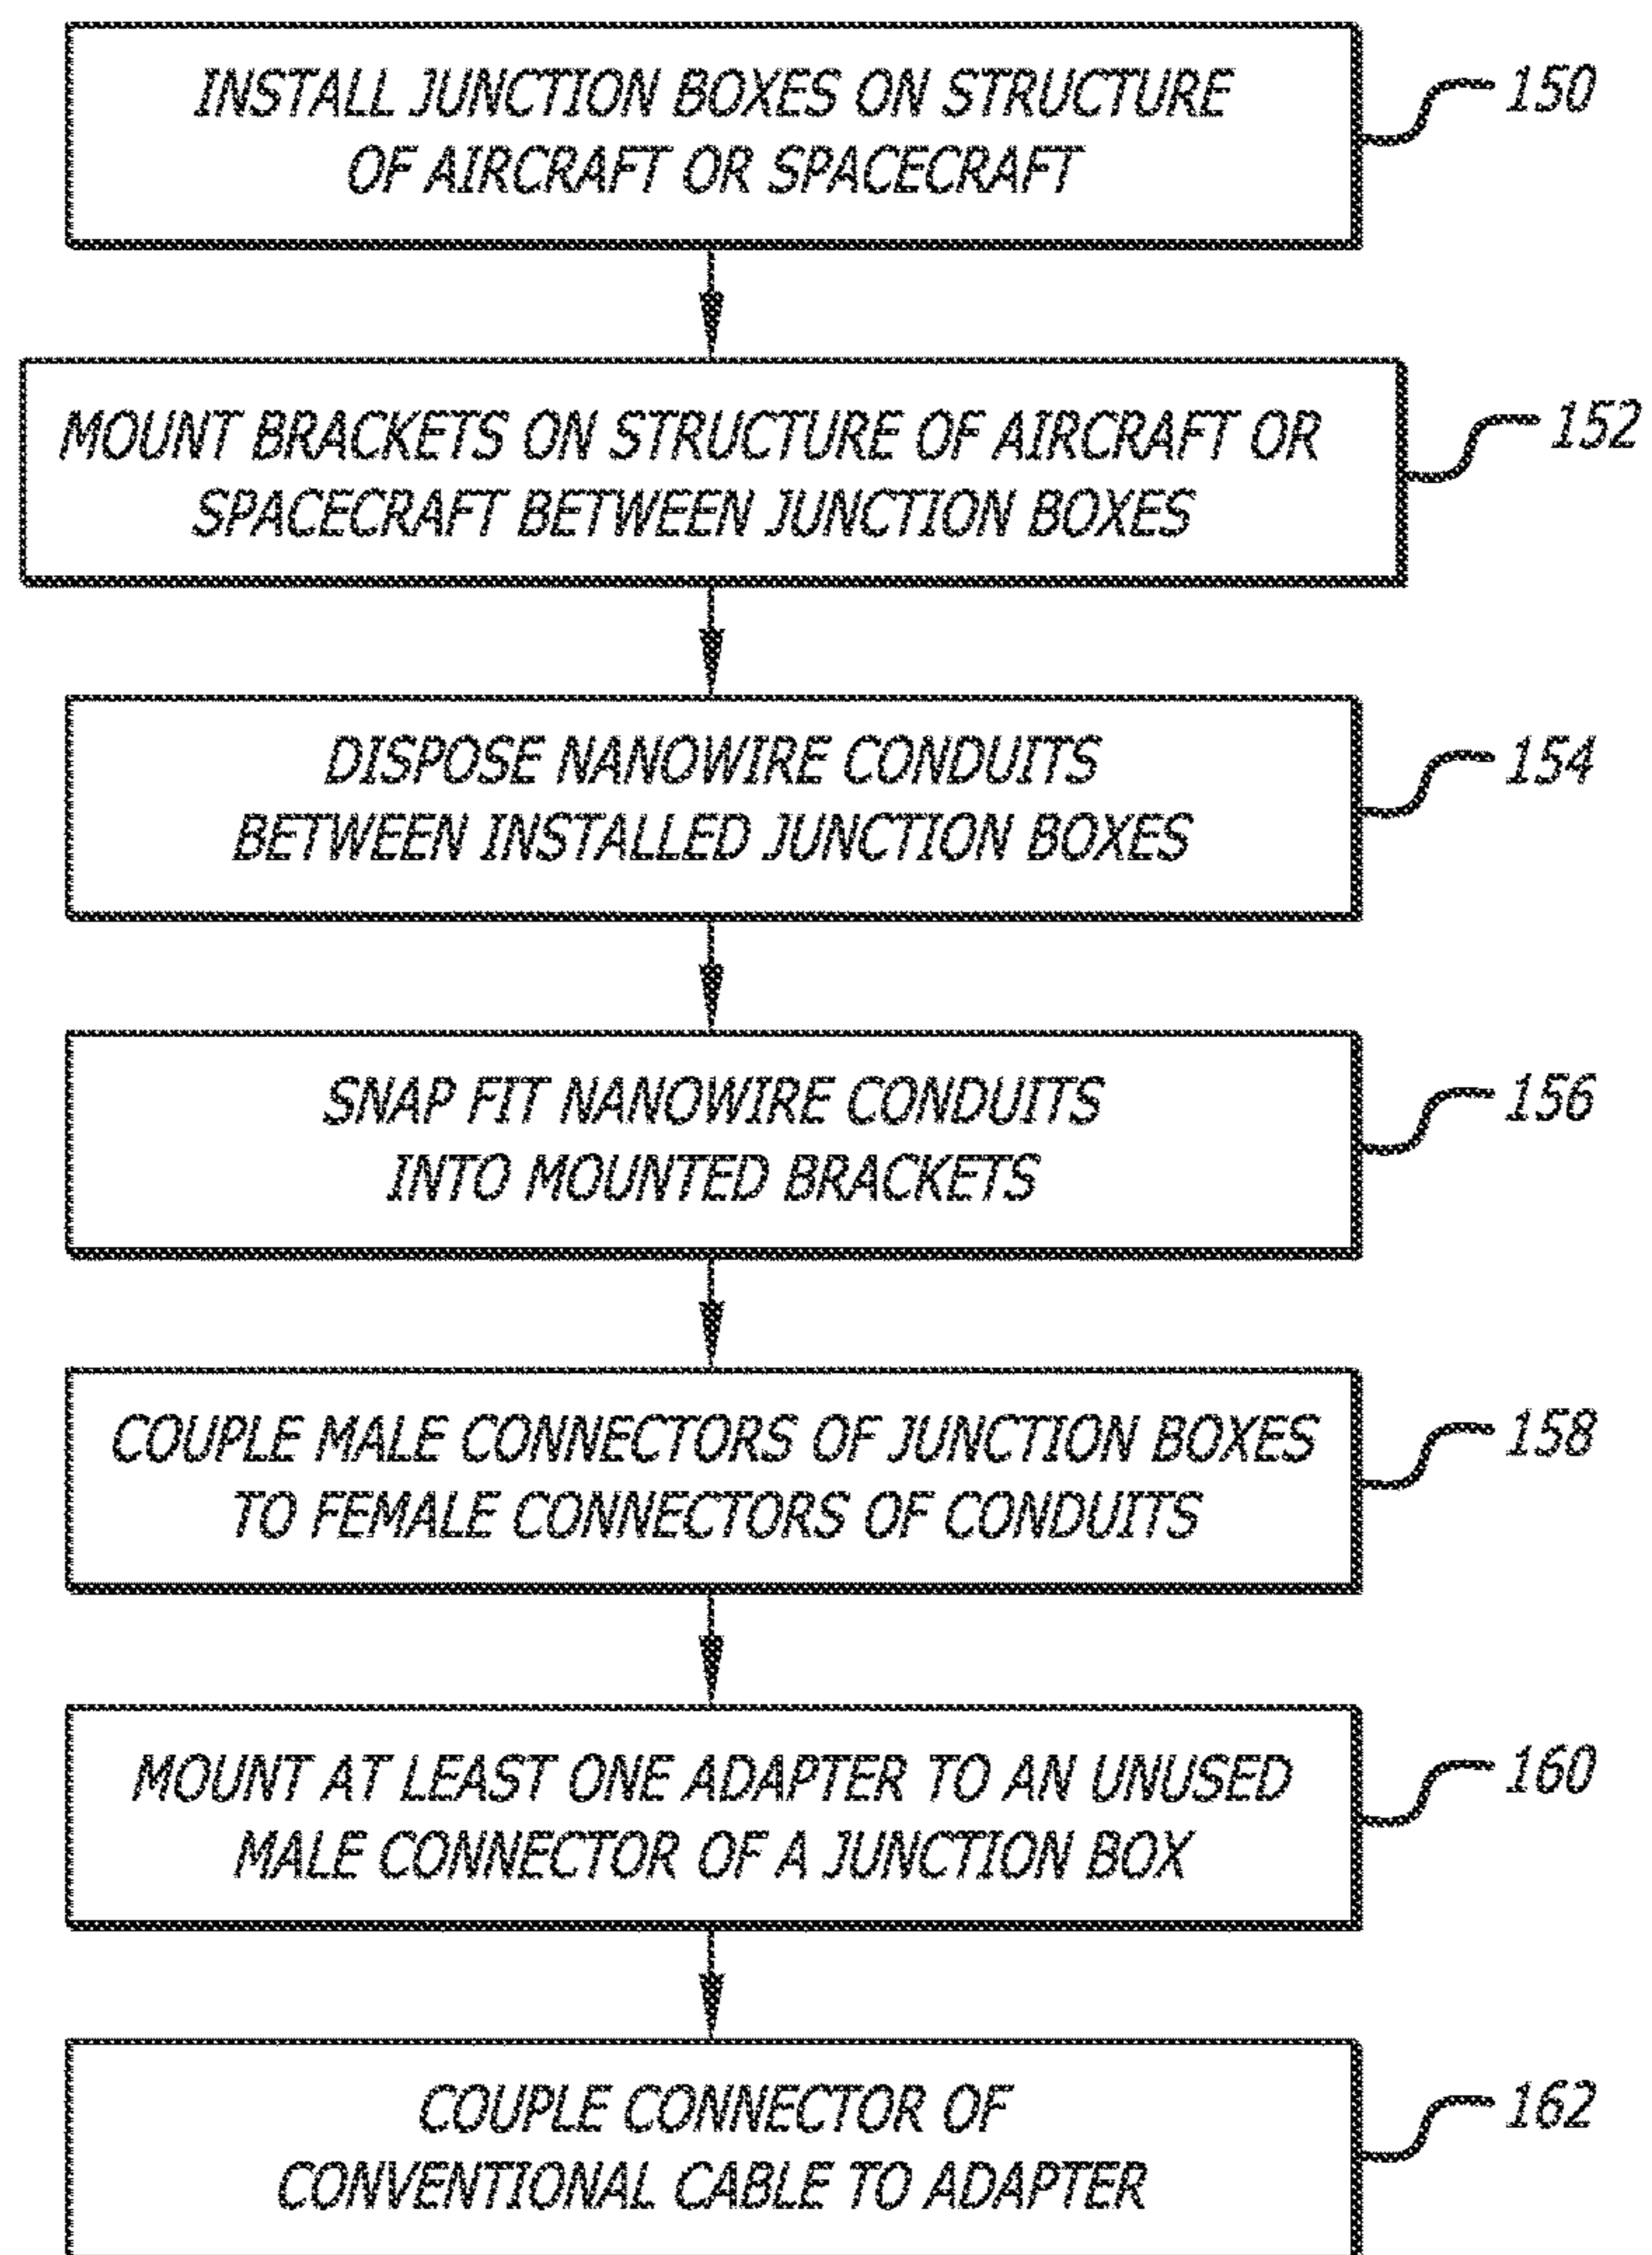 INSTALL JUNCTION BOXES ON STRUCTURE
OF AIRCRAFT OR SPACECRAFT
150
MOUNT BRACKETS ON STRUCTURE OF AIRCRAFT OR
SPACECRAFT BETWEEN JUNCTION BOXES
152
DISPOSE NANOWIRE CONDUITS
BETWEEN INSTALLED JUNCTION BOXES
154
SNAP FIT NANOWIRE CONDUITS
INTO MOUNTED BRACKETS
156
COUPLE MALE CONNECTORS OF JUNCTION BOXES
TO FEMALE CONNECTORS OF CONDUITS
158
MOUNT AT LEAST ONE ADAPTER TO AN UNUSED
MALE CONNECTOR OF A JUNCTION BOX
160
COUPLE CONNECTOR OF
CONVENTIONAL CABLE TO ADAPTER
162